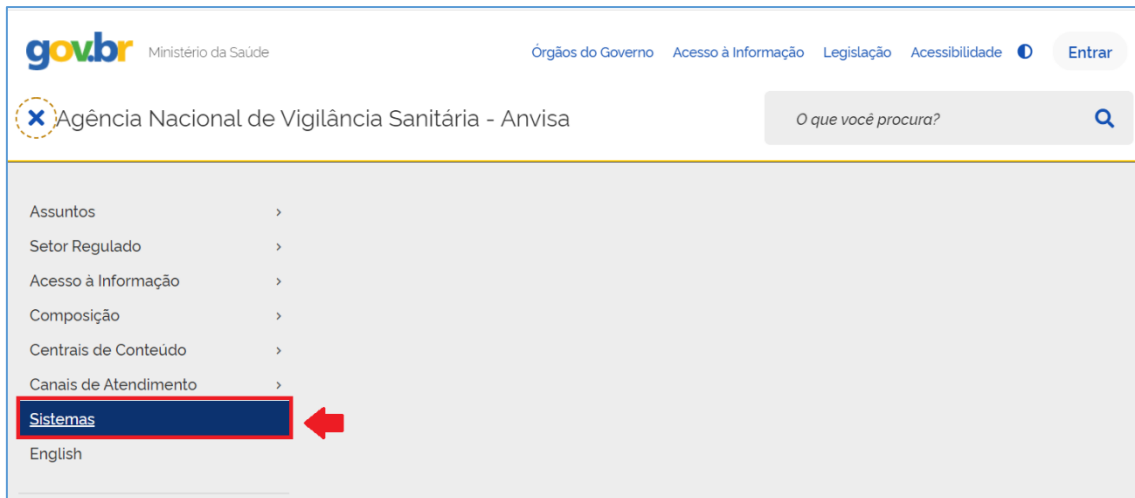 gov.br Ministério da Saúde Órgãos do Governo Acesso à Informação Legislação Acessibilidade Entrar
Agência Nacional de Vigilância Sanitária - Anvisa O que você procura?
Assuntos
Setor Regulado
Acesso à Informação
Composição
Centrais de Conteúdo
Canais de Atendimento
Sistemas
English